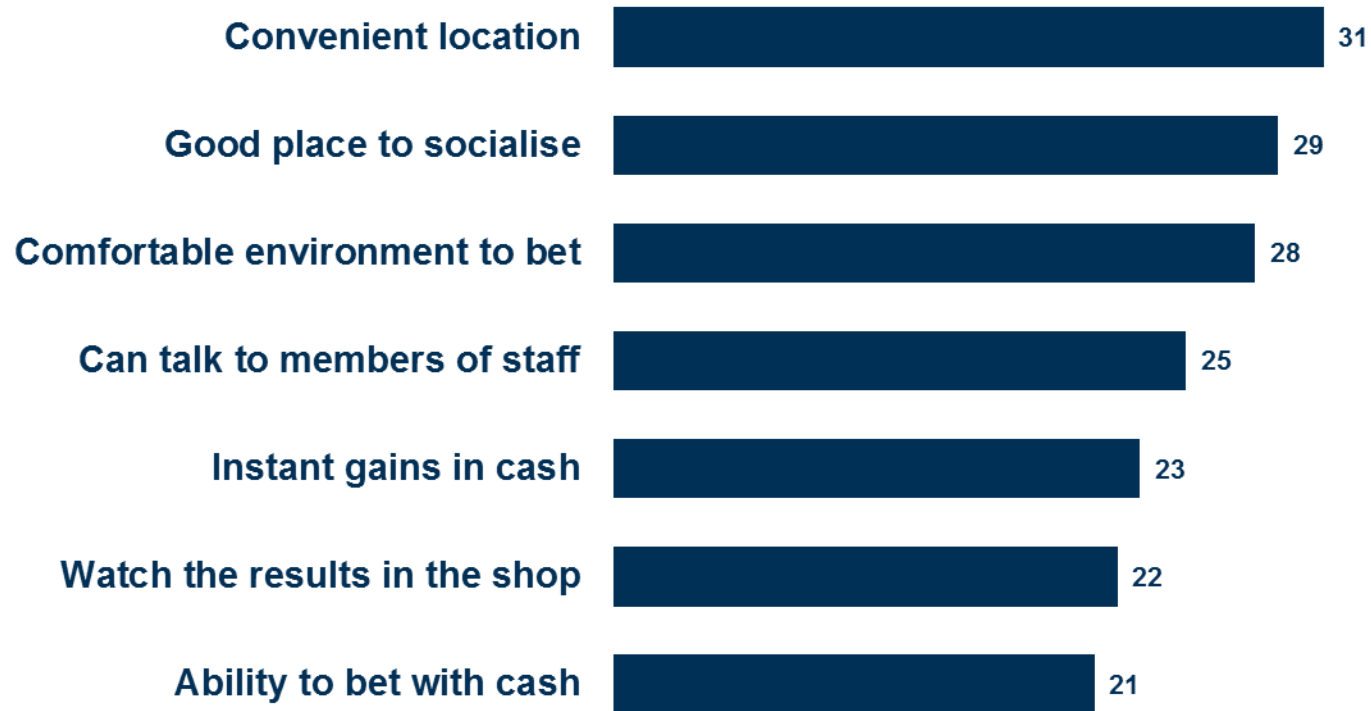 Convenient location 31
Good place to socialise 29
Comfortable environment to bet 28
Can talk to members of staff 25
Instant gains in cash 23
Watch the results in the shop 22
Ability to bet with cash 21